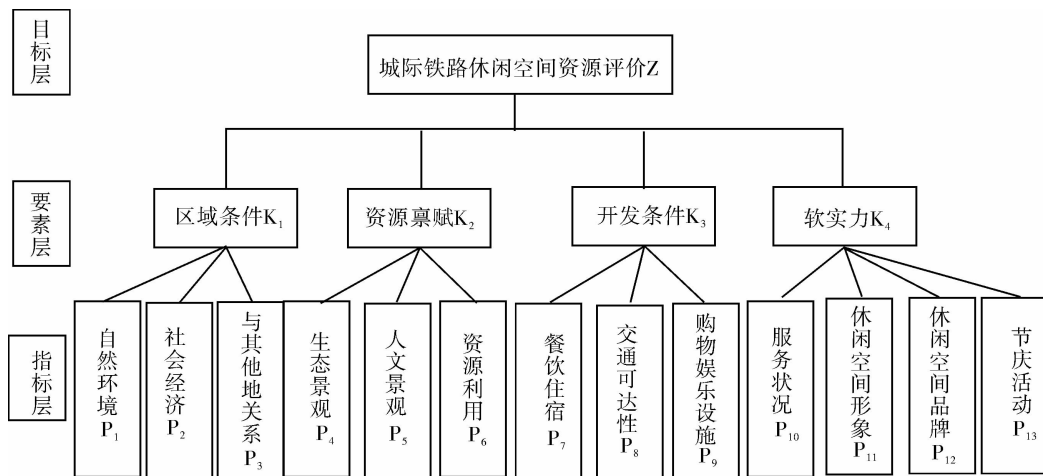 目标层
城际铁路休闲空间资源评价Z
要素层
区域条件K₁
资源禀赋K₂
开发条件K₃
软实力K₄
指标层
自然环境P₁
社会经济P₂
与其他地关系P₃
生态景观P₄
人文景观P₅
资源利用P₆
餐饮住宿P₇
交通可达性P₈
购物娱乐设施P₉
服务状况P₁₀
休闲空间形象P₁₁
休闲空间品牌P₁₂
节庆活动P₁₃